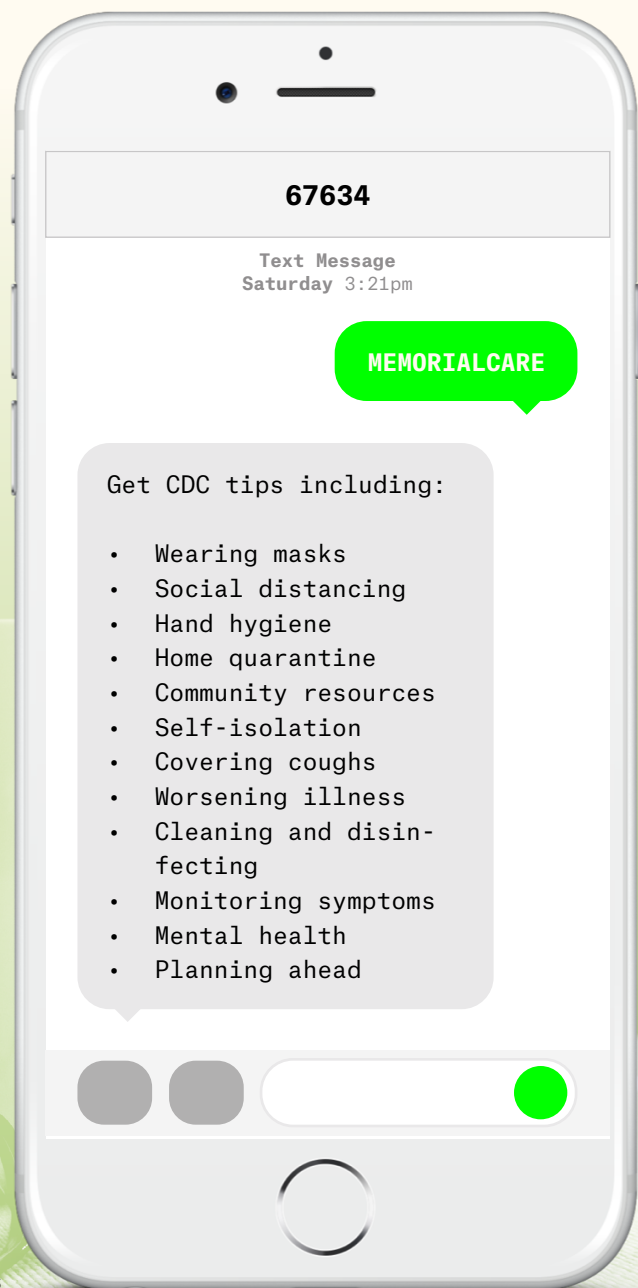 67634
Text Message
Saturday 3:21pm
MEMORIALCARE
Get CDC tips including:
• Wearing masks
• Social distancing
• Hand hygiene
• Home quarantine
• Community resources
• Self-isolation
• Covering coughs
• Worsening illness
• Cleaning and disin-
fecting
• Monitoring symptoms
• Mental health
• Planning ahead